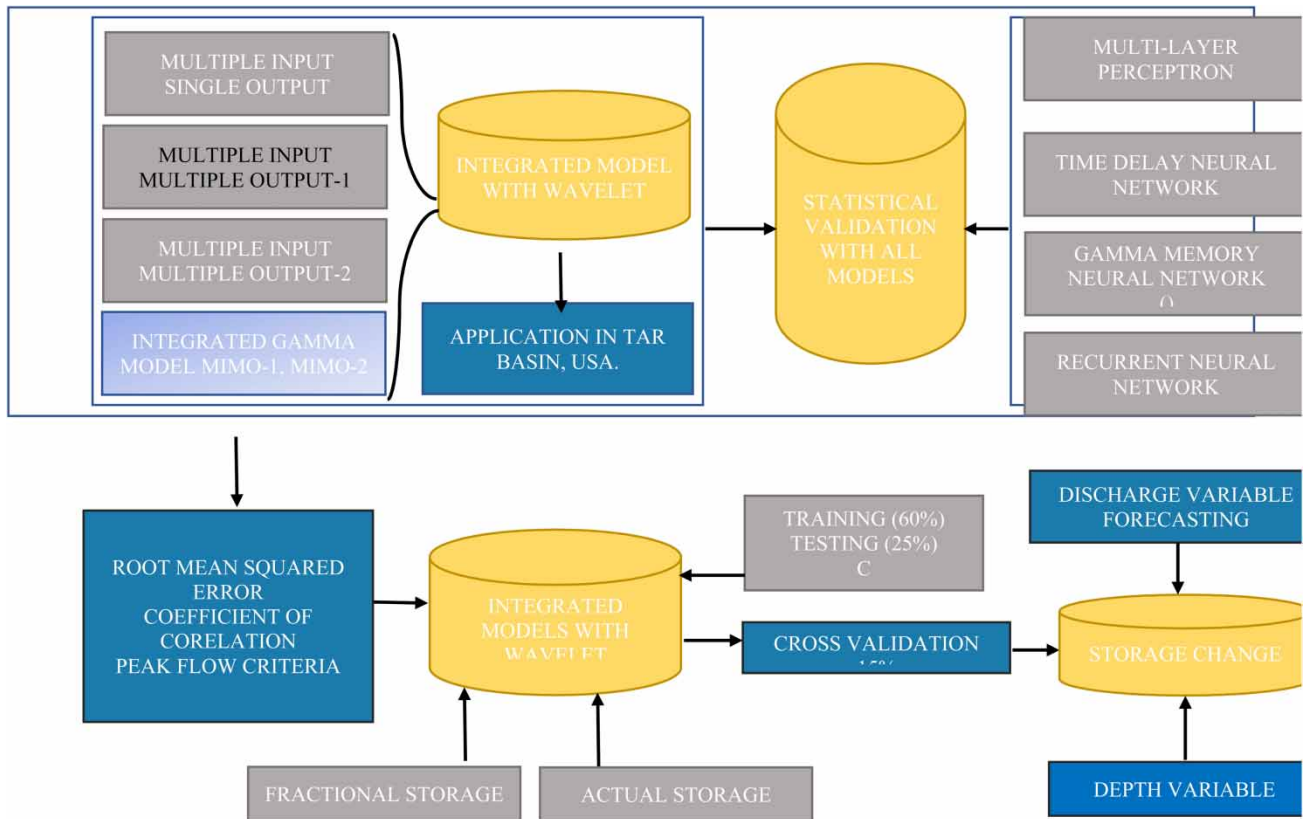 MULTIPLE INPUT
SINGLE OUTPUT
MULTIPLE INPUT
MULTIPLE OUTPUT-1
MULTIPLE INPUT
MULTIPLE OUTPUT-2
INTEGRATED GAMMA
MODEL MIMO-1, MIMO-2
INTEGRATED MODEL
WITH WAVELET
APPLICATION IN TAR
BASIN, USA.
STATISTICAL
VALIDATION
WITH ALL
MODELS
MULTI-LAYER
PERCEPTRON
TIME DELAY NEURAL
NETWORK
GAMMA MEMORY
NEURAL NETWORK
()
RECURRENT NEURAL
NETWORK
ROOT MEAN SQUARED
ERROR
COEFFICIENT OF
CORELATION
PEAK FLOW CRITERIA
INTEGRATED
MODELS WITH
WAVELET
TRAINING (60%)
TESTING (25%)
C
CROSS VALIDATION
15%
DISCHARGE VARIABLE
FORECASTING
STORAGE CHANGE
FRACTIONAL STORAGE
ACTUAL STORAGE
DEPTH VARIABLE